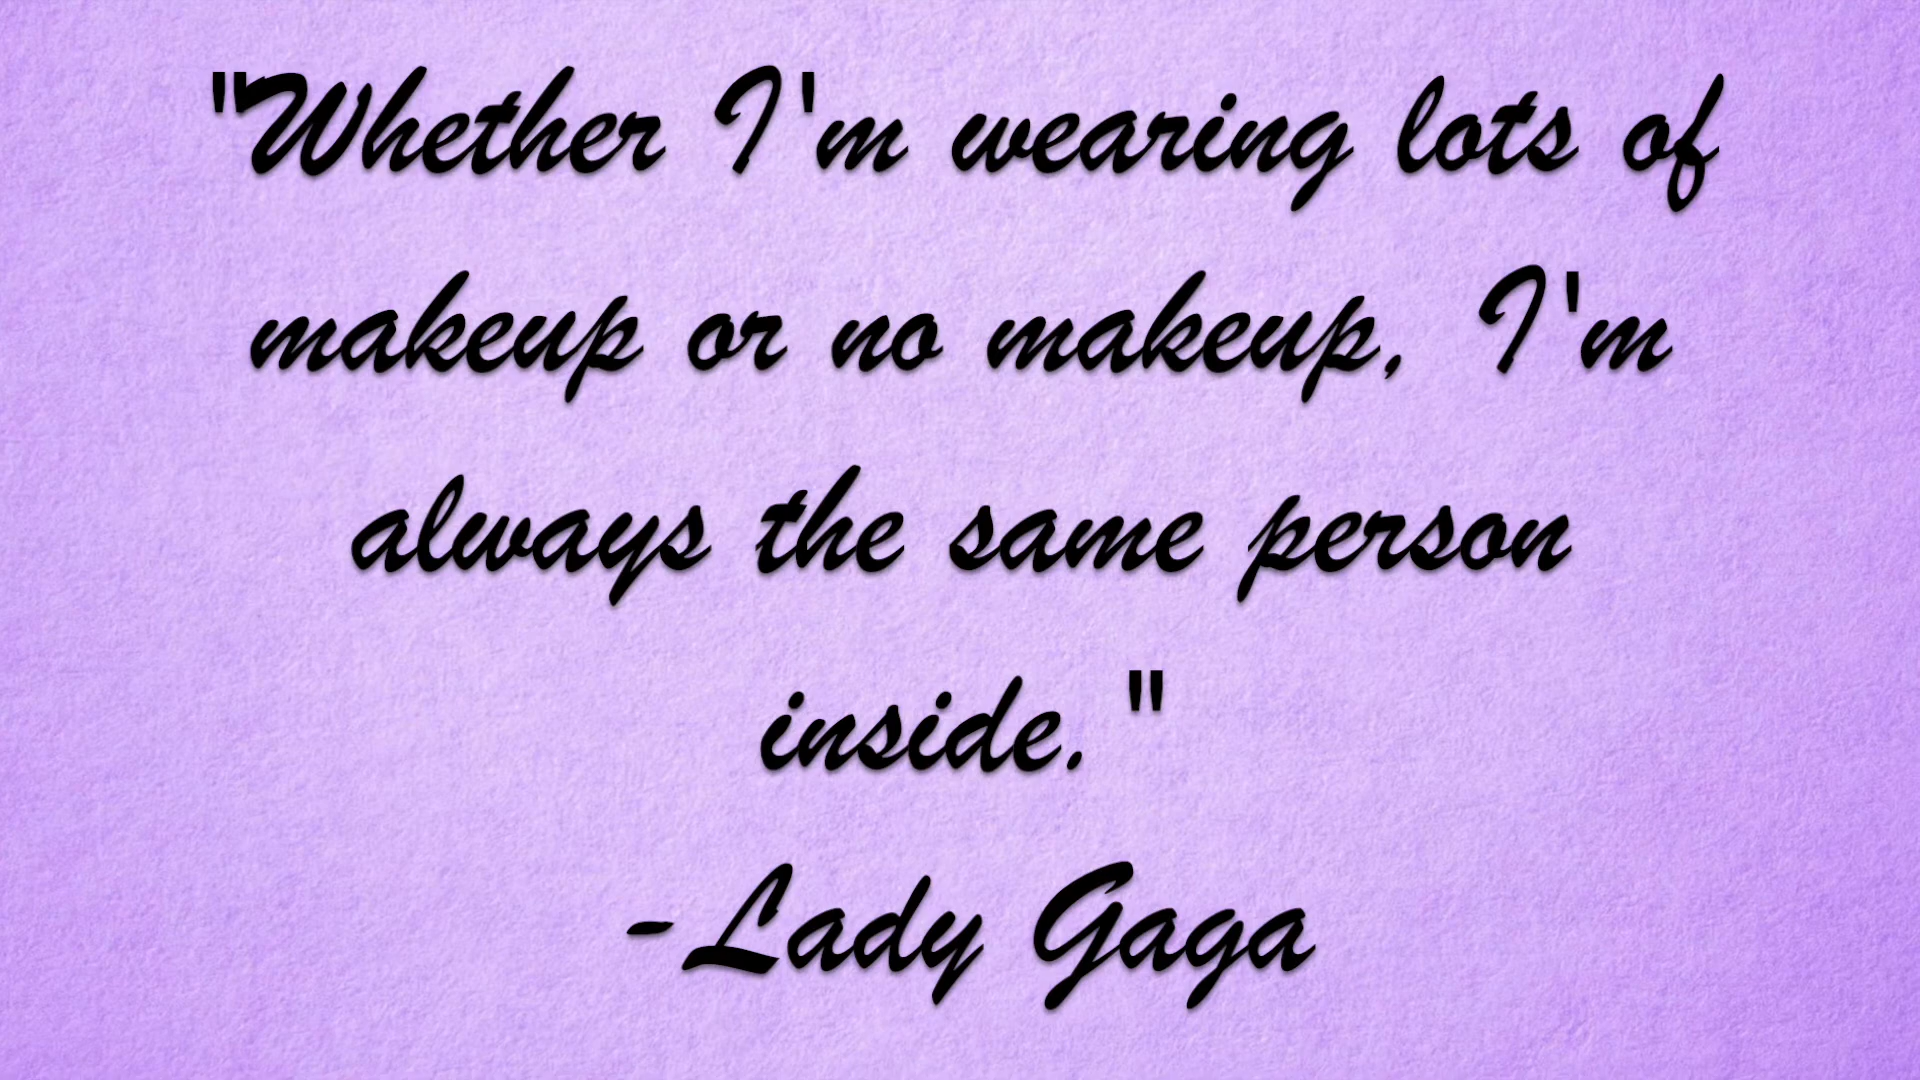 "Whether I'm wearing lots of
makeup or no makeup, I'm
always the same person
inside."
-Lady Gaga